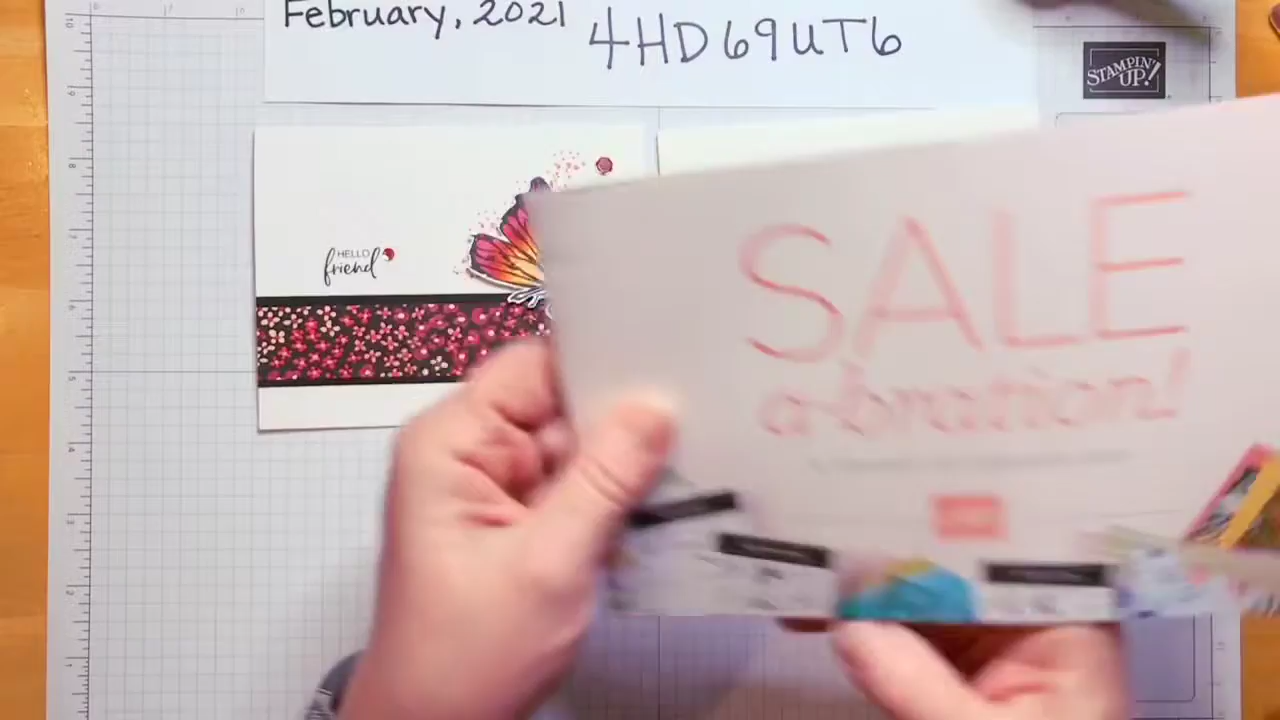 February, 2021
4HD69UT6
STAMPIN'
UP!
HELLO
friend
SALE
a-bration!